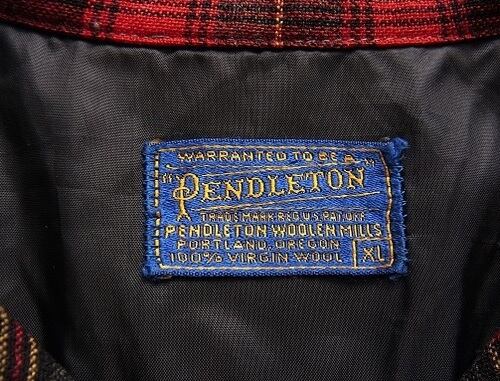 WARRANTED TO BE A
"PENDLETON"
TRADE MARK REG. U.S. PAT. OFF.
PENDLETON WOOLEN MILLS
PORTLAND, OREGON
100% VIRGIN WOOL XL